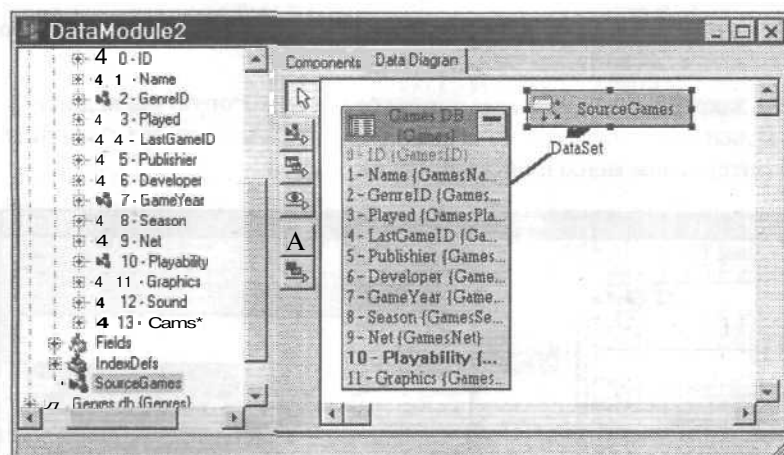 DataModule2
4 0 - ID
4 1 - Name
2 - GenreID
4 3 - Played
4 4 - LastGameID
4 5 - Publishier
4 6 - Developer
7 - GameYear
4 8 - Season
4 9 - Net
10 - Playability
4 11 - Graphics
4 12 - Sound
4 13 - Cams*
Fields
IndexDefs
SourceGames
Genres db {Genres}
Components Data Diagran
A
Games DB
{Games}
0 - ID {GamesID}
1 - Name {GamesNa...
2 - GenreID {Games...
3 - Played {GamesPla...
4 - LastGameID {Ga...
5 - Publishier {Games...
6 - Developer {Game...
7 - GameYear {Game...
8 - Season {GamesSe...
9 - Net {GamesNet}
10 - Playability {...
11 - Graphics {Games...
SourceGames
DataSet